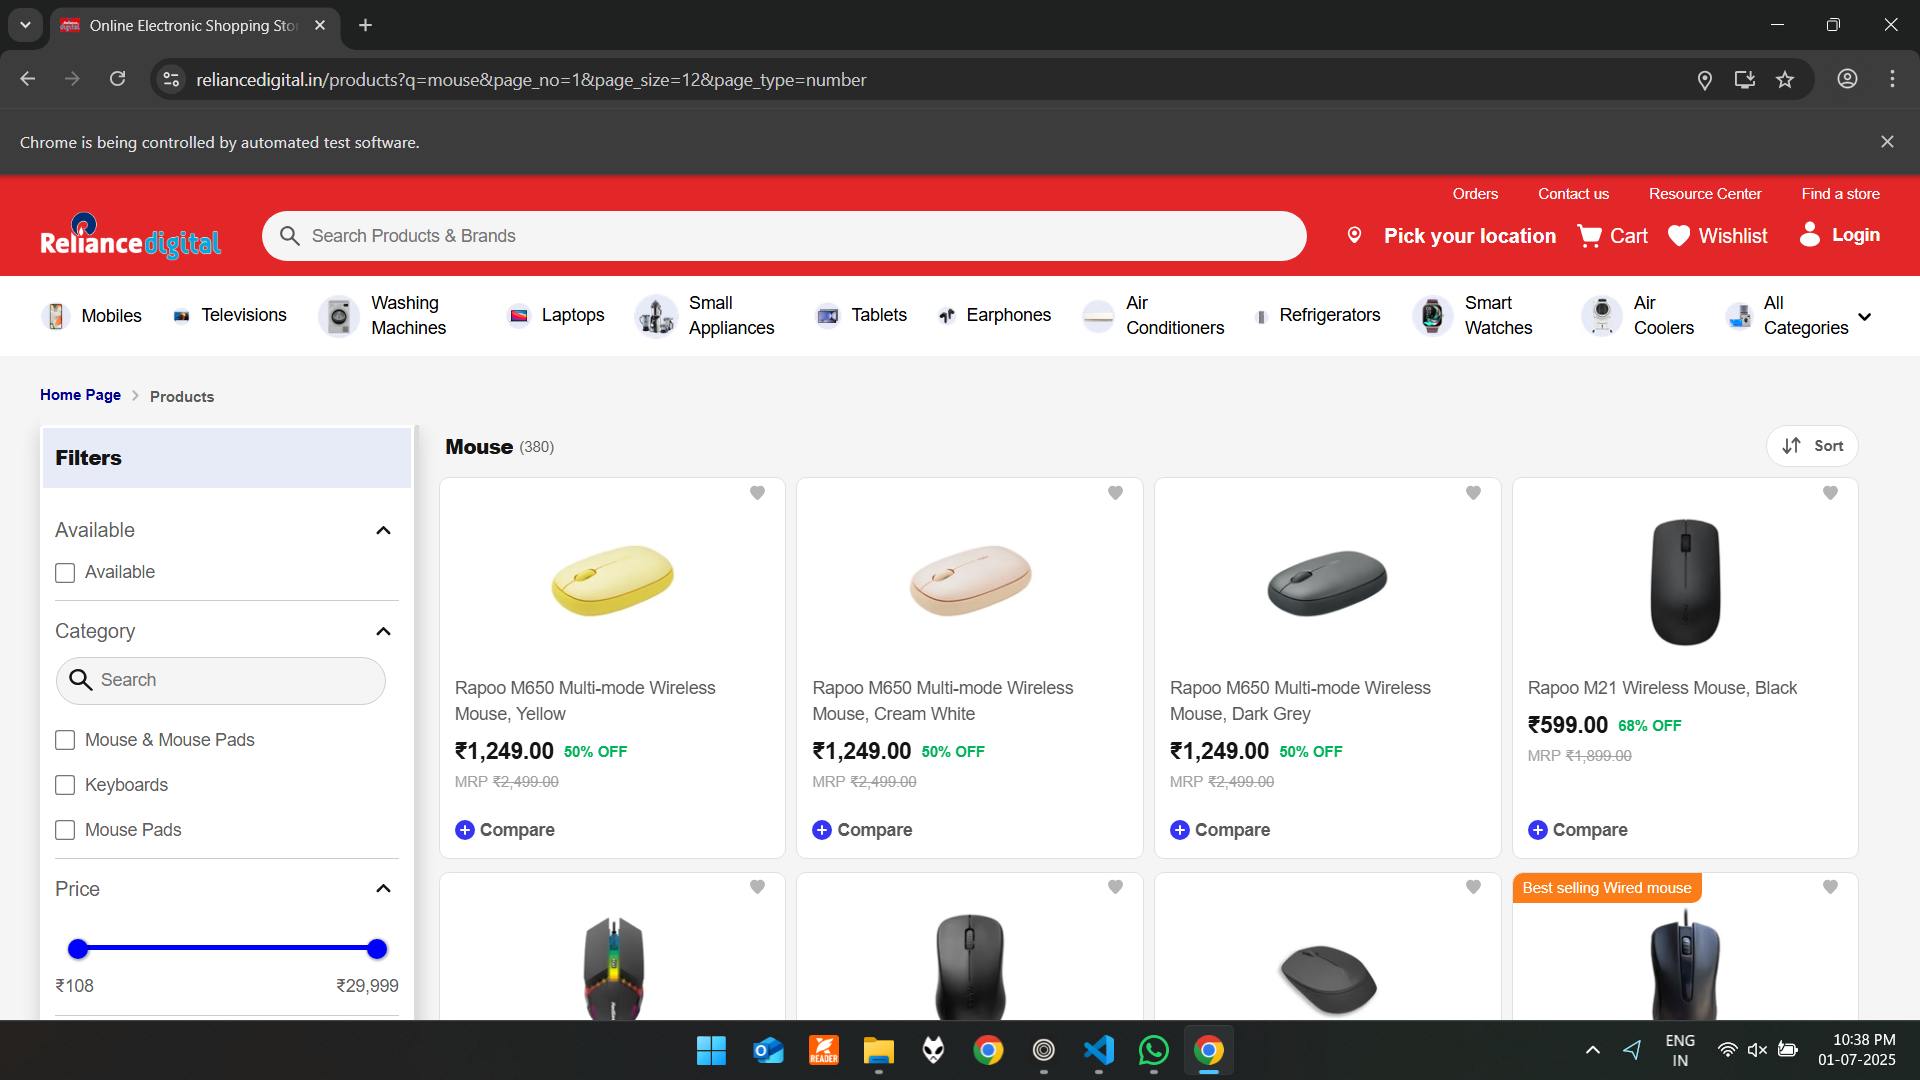 Online Electronic Shopping Sto
reliancedigital.in/products?q=mouse&page_no=1&page_size=12&page_type=number
Chrome is being controlled by automated test software.
Orders Contact us Resource Center Find a store
Reliance digital
Search Products & Brands
Pick your location
Cart
Wishlist
Login
Mobiles
Televisions
Washing
Machines
Laptops
Small
Appliances
Tablets
Earphones
Air
Conditioners
Refrigerators
Smart
Watches
Air
Coolers
All
Categories
Home Page
Products
Filters
Available
Available
Category
Search
Mouse & Mouse Pads
Keyboards
Mouse Pads
Price
₹108 ₹29,999
Mouse (380)
Sort
Rapoo M650 Multi-mode Wireless
Mouse, Yellow
₹1,249.00 50% OFF
MRP ₹2,499.00
Compare
Rapoo M650 Multi-mode Wireless
Mouse, Cream White
₹1,249.00 50% OFF
MRP ₹2,499.00
Compare
Rapoo M650 Multi-mode Wireless
Mouse, Dark Grey
₹1,249.00 50% OFF
MRP ₹2,499.00
Compare
Rapoo M21 Wireless Mouse, Black
₹599.00 68% OFF
MRP ₹1,899.00
Compare
Best selling Wired mouse
READER
ENG
IN
10:38 PM
01-07-2025